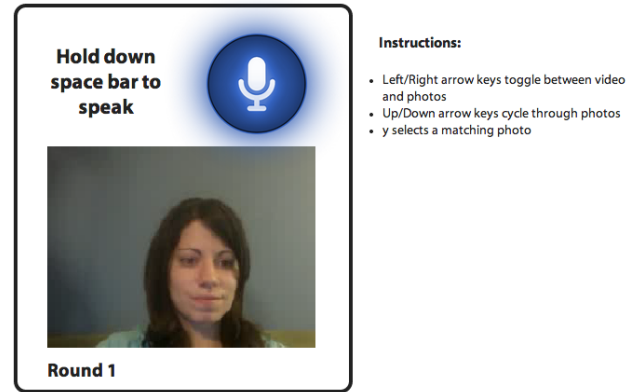 Hold down
space bar to
speak
Round 1
Instructions:
• Left/Right arrow keys toggle between video
and photos
• Up/Down arrow keys cycle through photos
• y selects a matching photo